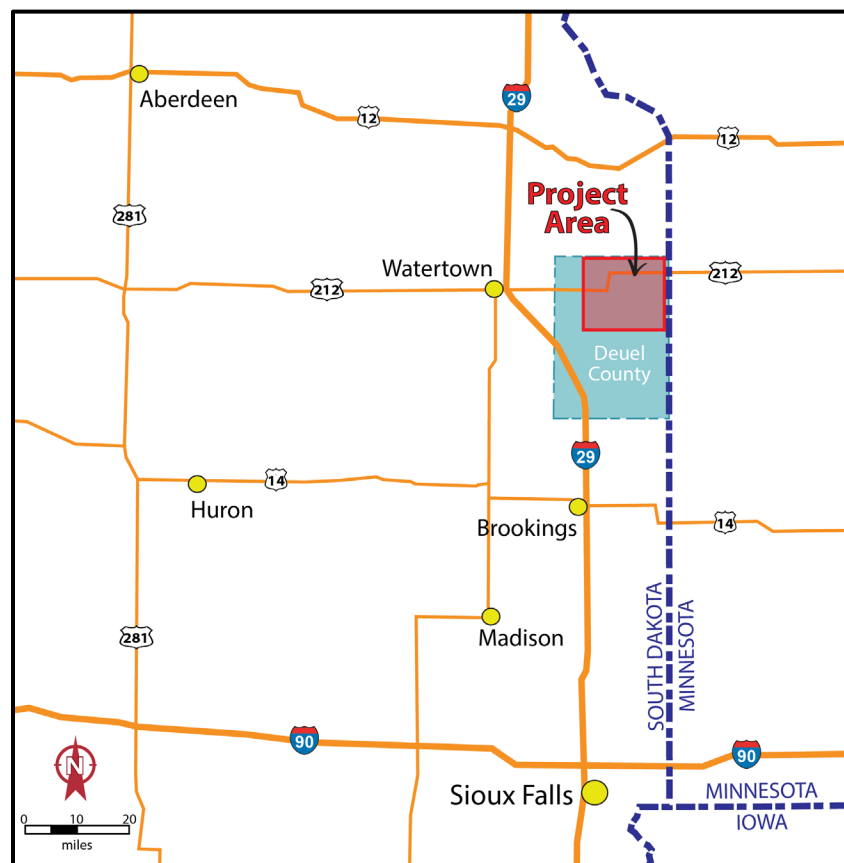 29
Aberdeen
12
12
Project
Area
281
Watertown
212
212
Deuel
County
29
14
Huron
Brookings
14
281
Madison
SOUTH DAKOTA
MINNESOTA
90
90
N
Sioux Falls
MINNESOTA
IOWA
0 10 20
miles